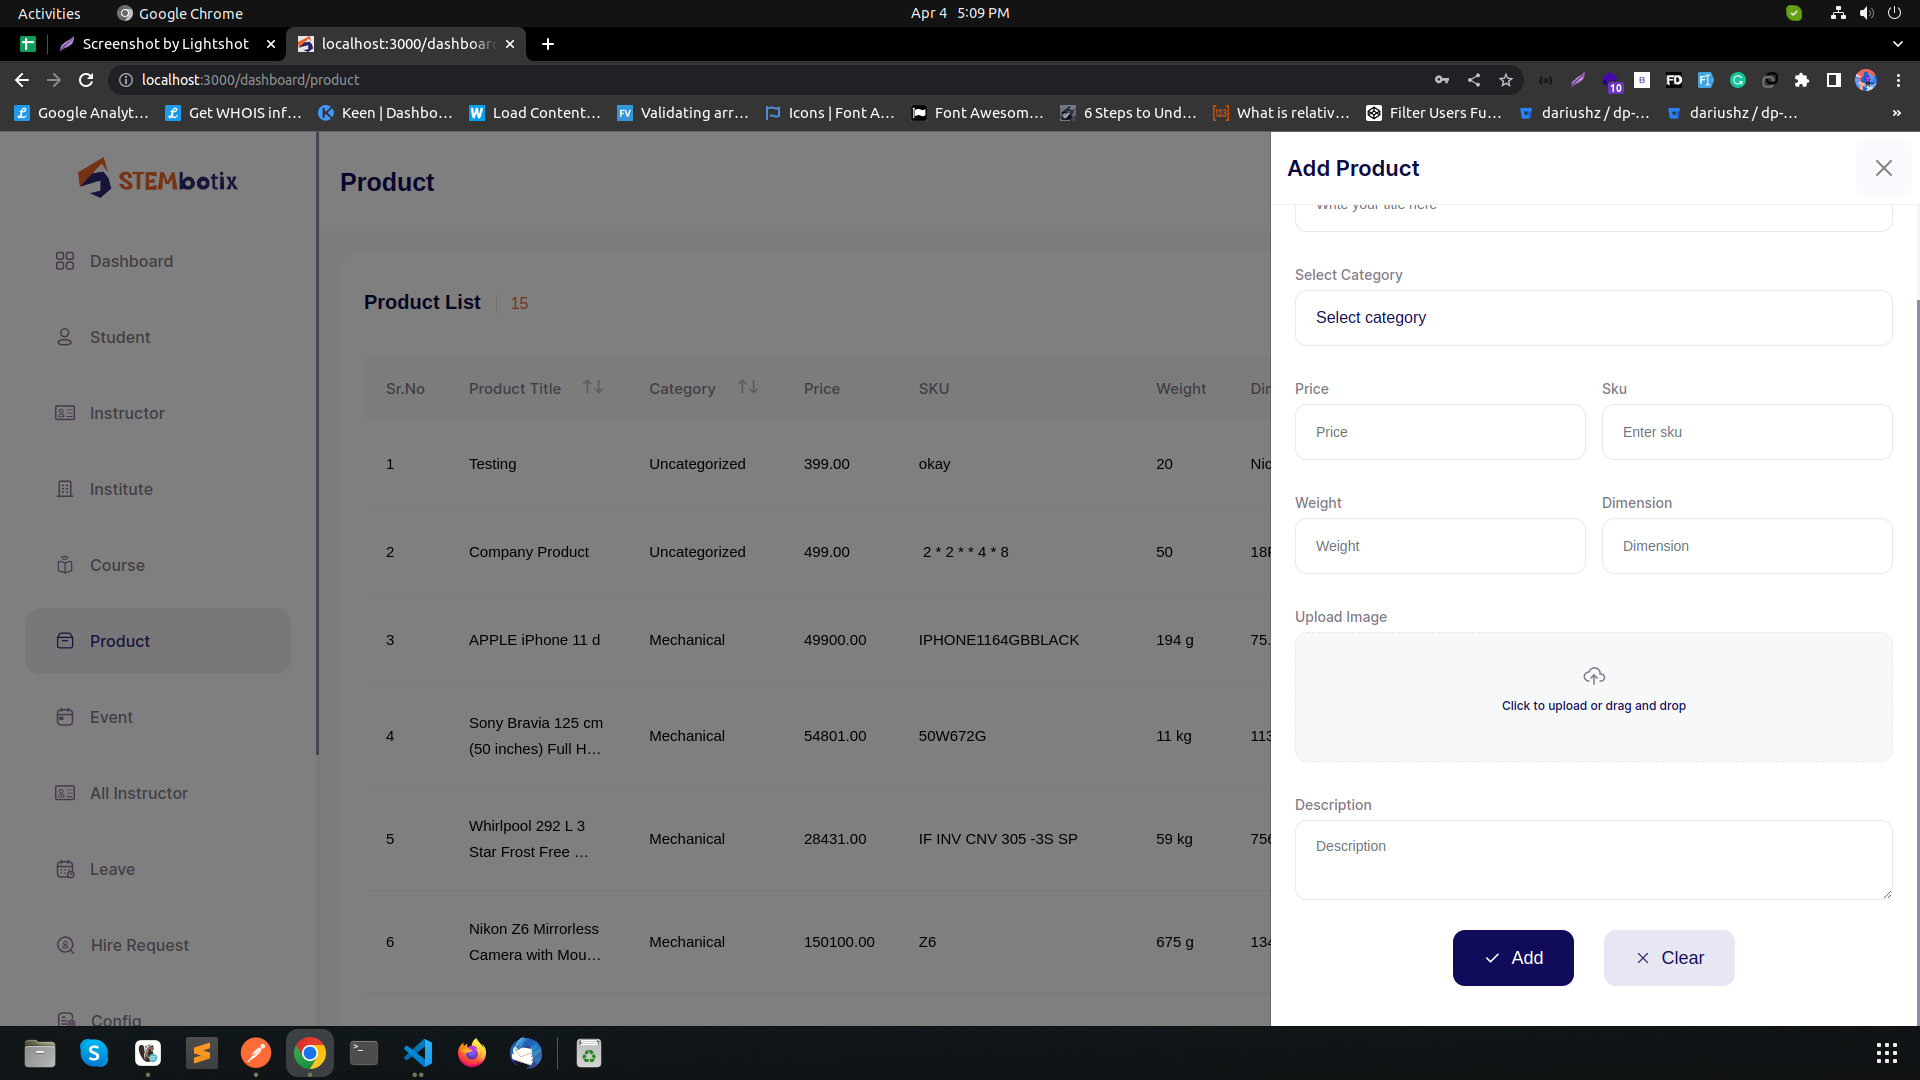 Activities
Google Chrome
Apr 4 5:09 PM
Screenshot by Lightshot
localhost:3000/dashboar
localhost:3000/dashboard/product
10
Google Analyt...
Get WHOIS inf...
Keen | Dashbo...
Load Content...
Validating arr...
Icons | Font A...
Font Awesom...
6 Steps to Und...
What is relativ...
Filter Users Fu...
dariushz / dp-...
dariushz / dp-...
STEMbotix
Dashboard
Student
Instructor
Institute
Course
Product
Event
All Instructor
Leave
Hire Request
Config
Product
Product List 15
Sr.No Product Title Category Price SKU Weight Dim
1 Testing Uncategorized 399.00 okay 20 Nic
2 Company Product Uncategorized 499.00 2 * 2 * * 4 * 8 50 18
3 APPLE iPhone 11 d Mechanical 49900.00 IPHONE1164GBBLACK 194 g 75.
4 Sony Bravia 125 cm (50 inches) Full H... Mechanical 54801.00 50W672G 11 kg 113
5 Whirlpool 292 L 3 Star Frost Free ... Mechanical 28431.00 IF INV CNV 305 -3S SP 59 kg 756
6 Nikon Z6 Mirrorless Camera with Mou... Mechanical 150100.00 Z6 675 g 134
Add Product
Write your title here
Select Category
Select category
Price
Price
Sku
Enter sku
Weight
Weight
Dimension
Dimension
Upload Image
Click to upload or drag and drop
Description
Description
Add
Clear